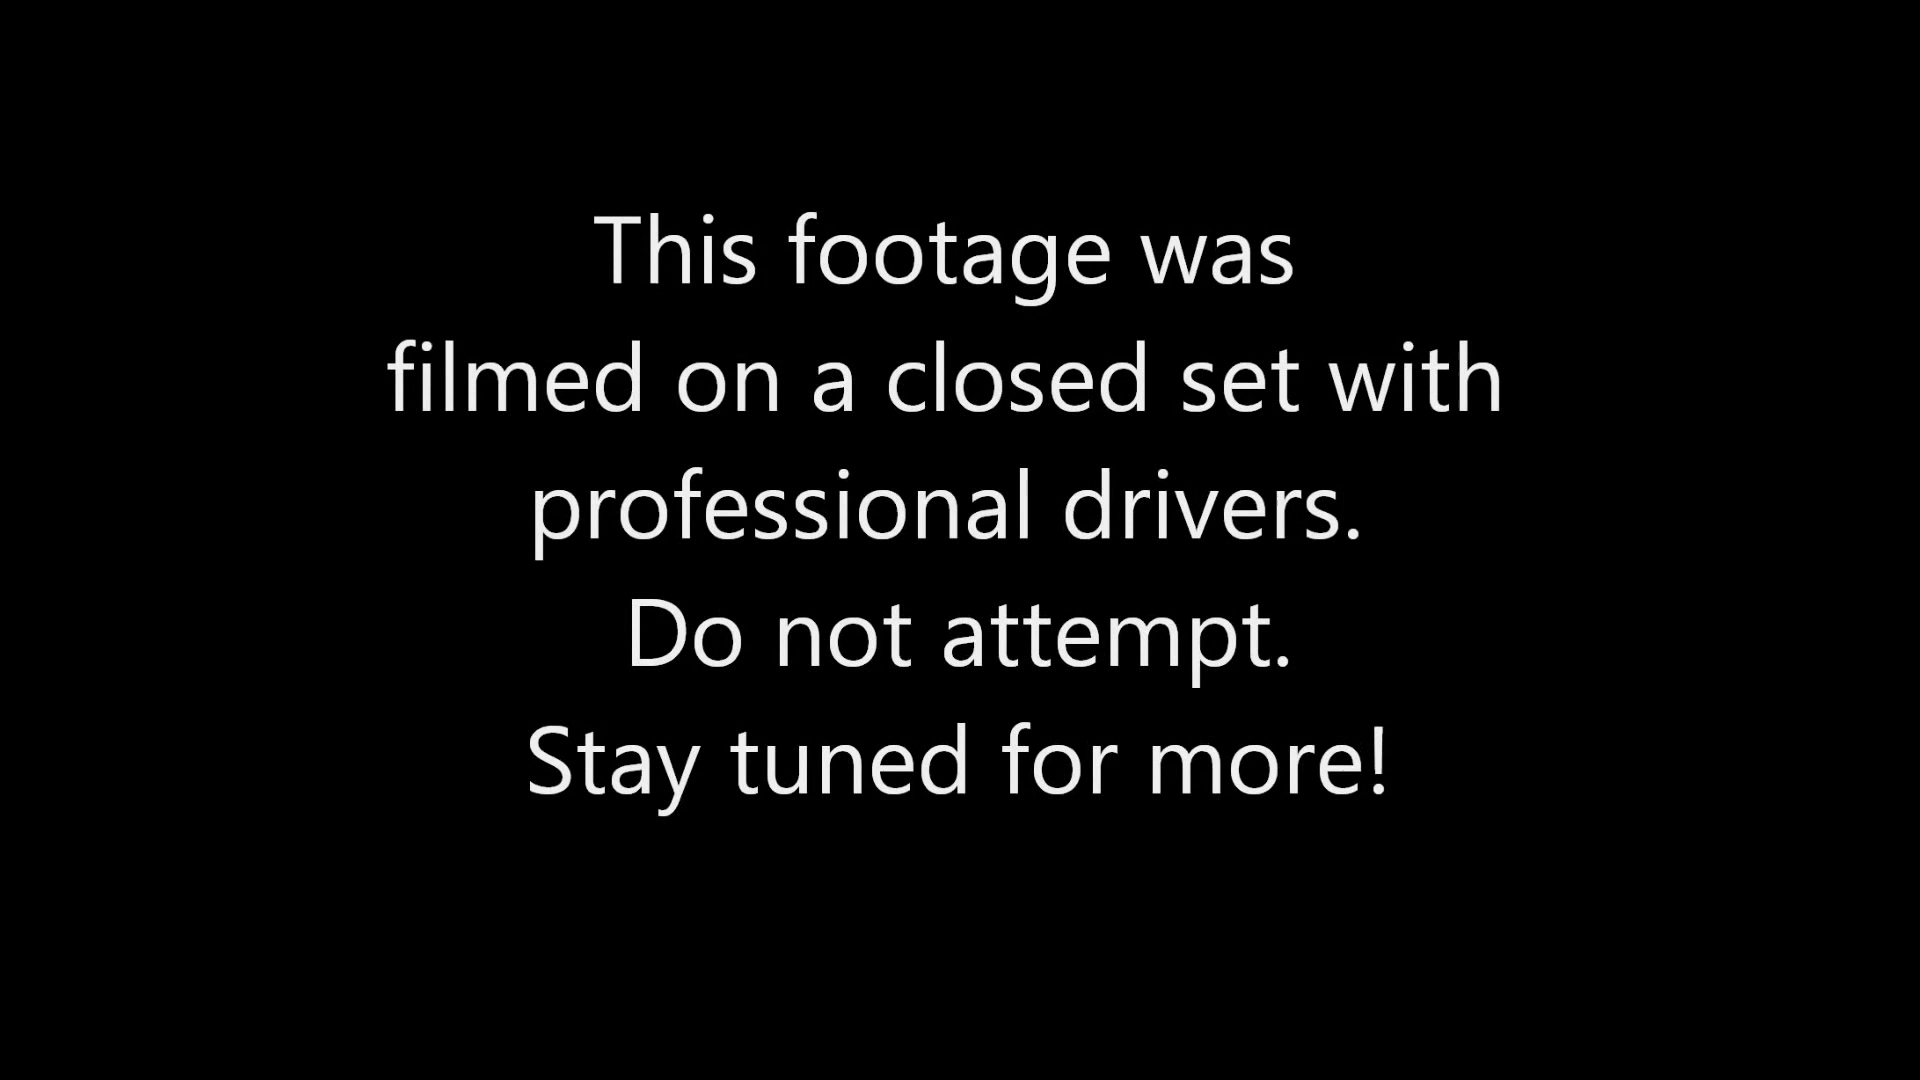 This footage was
filmed on a closed set with
professional drivers.
Do not attempt.
Stay tuned for more!